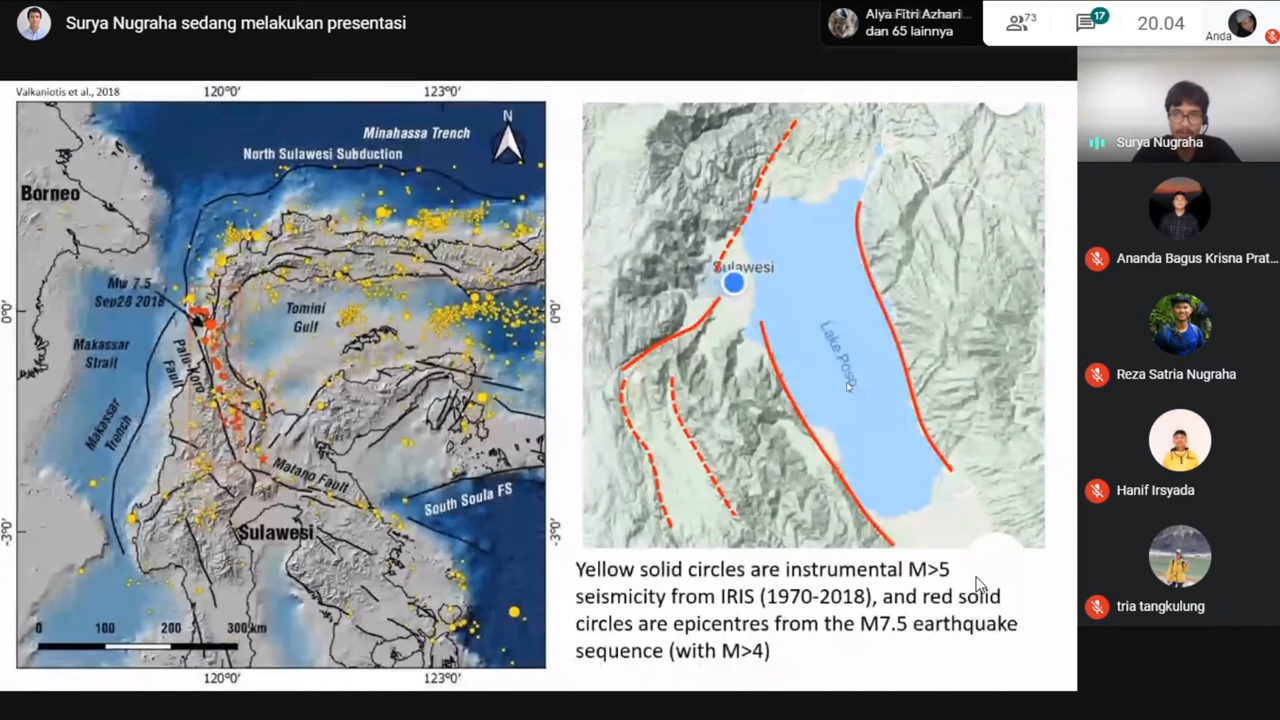 Surya Nugraha sedang melakukan presentasi
Alya Fitri Azhari...
dan 65 lainnya
73
17
20.04
Anda
Valkaniotis et al., 2018
120°0'
123°0'
N
Minahassa Trench
North Sulawesi Subduction
Borneo
Mw 7.5
Sep28 2018
0°0'
0°0'
Tomini
Gulf
Makassar
Strait
Palu-Koro
Fault
Makassar
Trench
Matano Fault
South Soula FS
-3°0'
-3°0'
Sulawesi
0
100
200
300 km
120°0'
123°0'
Sulawesi
Lake Poso
Yellow solid circles are instrumental M>5
seismicity from IRIS (1970-2018), and red solid
circles are epicentres from the M7.5 earthquake
sequence (with M>4)
Surya Nugraha
Ananda Bagus Krisna Prat...
Reza Satria Nugraha
Hanif Irsyada
tria tangkulung